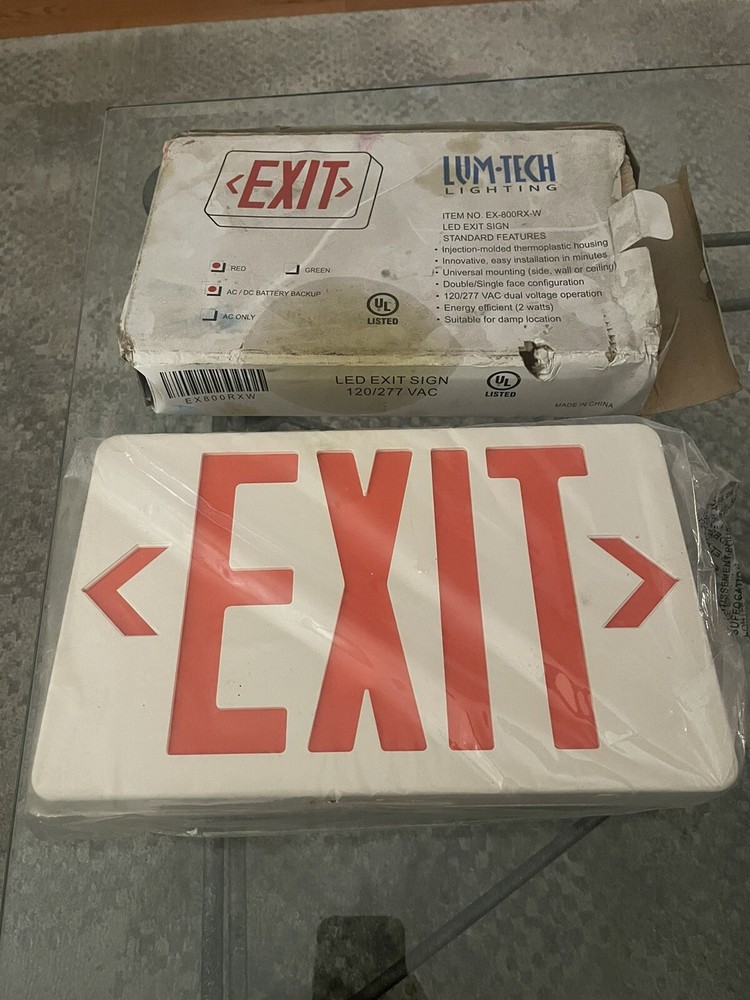 <EXIT>
LUM-TECH
LIGHTING
ITEM NO. EX-800RX-W
LED EXIT SIGN
STANDARD FEATURES
• Injection-molded thermoplastic housing
• Innovative, easy installation in minutes
• Universal mounting (side, wall or ceiling)
• Double/Single face configuration
• 120/277 VAC dual voltage operation
• Energy efficient (2 watts)
• Suitable for damp location
RED
GREEN
AC / DC BATTERY BACKUP
AC ONLY
UL
LISTED
EX800RXW
LED EXIT SIGN
120/277 VAC
UL
LISTED
MADE IN CHINA
<EXIT>
SUFFOCATION